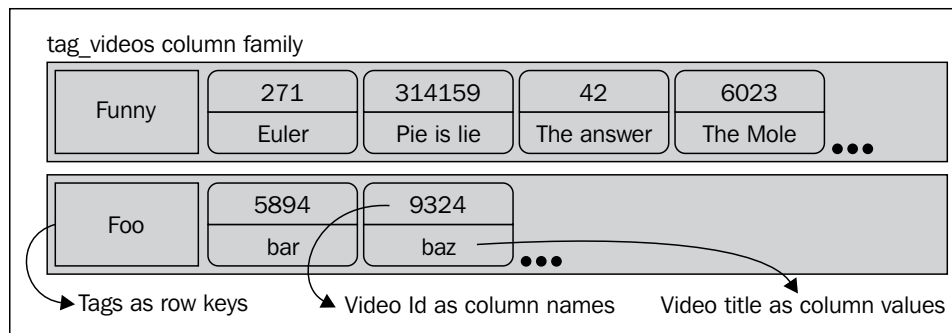 tag_videos column family
Funny
271 314159 42 6023
Euler Pie is lie The answer The Mole
Foo
5894 9324
bar baz
Tags as row keys Video Id as column names Video title as column values